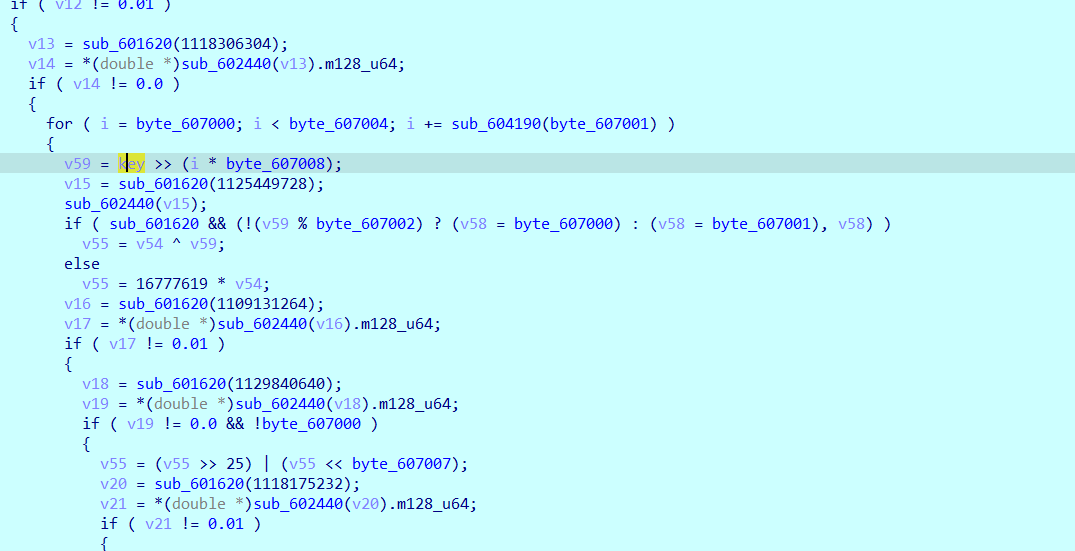 if ( v12 != 0.01 )
{
v13 = sub_601620(1118306304);
v14 = *(double *)sub_602440(v13).m128_u64;
if ( v14 != 0.0 )
{
for ( i = byte_607000; i < byte_607004; i += sub_604190(byte_607001) )
{
v59 = key >> (i * byte_607008);
v15 = sub_601620(1125449728);
sub_602440(v15);
if ( sub_601620 && (!(v59 % byte_607002) ? (v58 = byte_607000) : (v58 = byte_607001), v58) )
v55 = v54 ^ v59;
else
v55 = 16777619 * v54;
v16 = sub_601620(1109131264);
v17 = *(double *)sub_602440(v16).m128_u64;
if ( v17 != 0.01 )
{
v18 = sub_601620(1129840640);
v19 = *(double *)sub_602440(v18).m128_u64;
if ( v19 != 0.0 && !byte_607000 )
{
v55 = (v55 >> 25) | (v55 << byte_607007);
v20 = sub_601620(1118175232);
v21 = *(double *)sub_602440(v20).m128_u64;
if ( v21 != 0.01 )
{